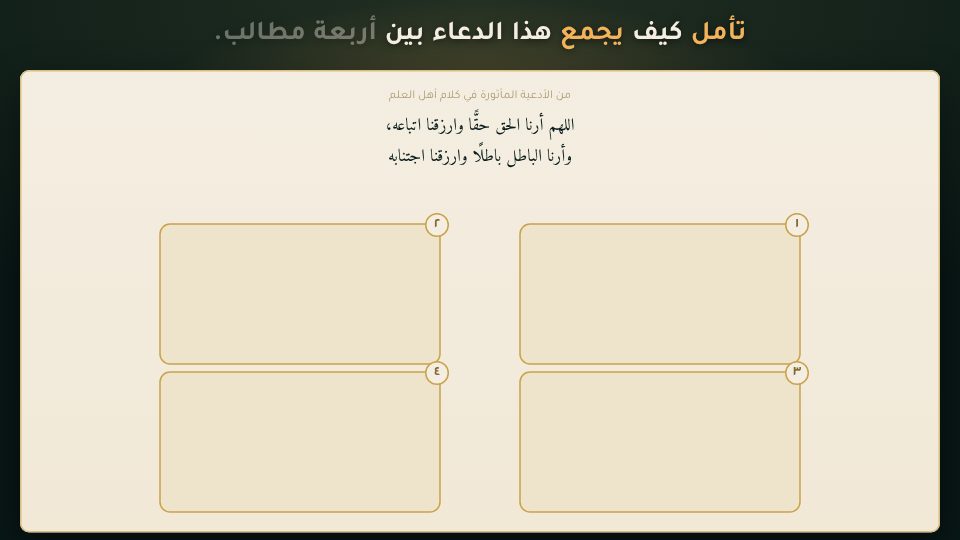 تأمل كيف يجمع هذا الدعاء بين أربعة مطالب.
من الأدعية المأثورة في كلام أهل العلم
اللهم أرنا الحق حقًّا وارزقنا اتباعه،
وأرنا الباطل باطلًا وارزقنا اجتنابه
١
٢
٣
٤